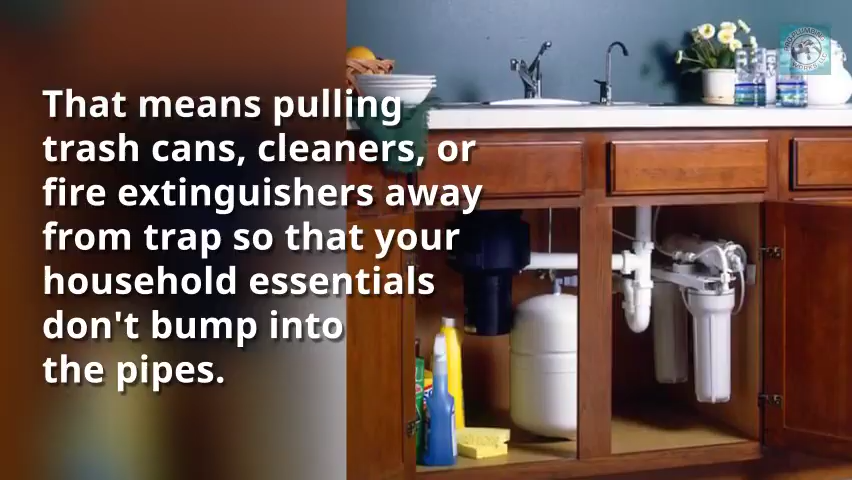 That means pulling
trash cans, cleaners, or
fire extinguishers away
from trap so that your
household essentials
don't bump into
the pipes.